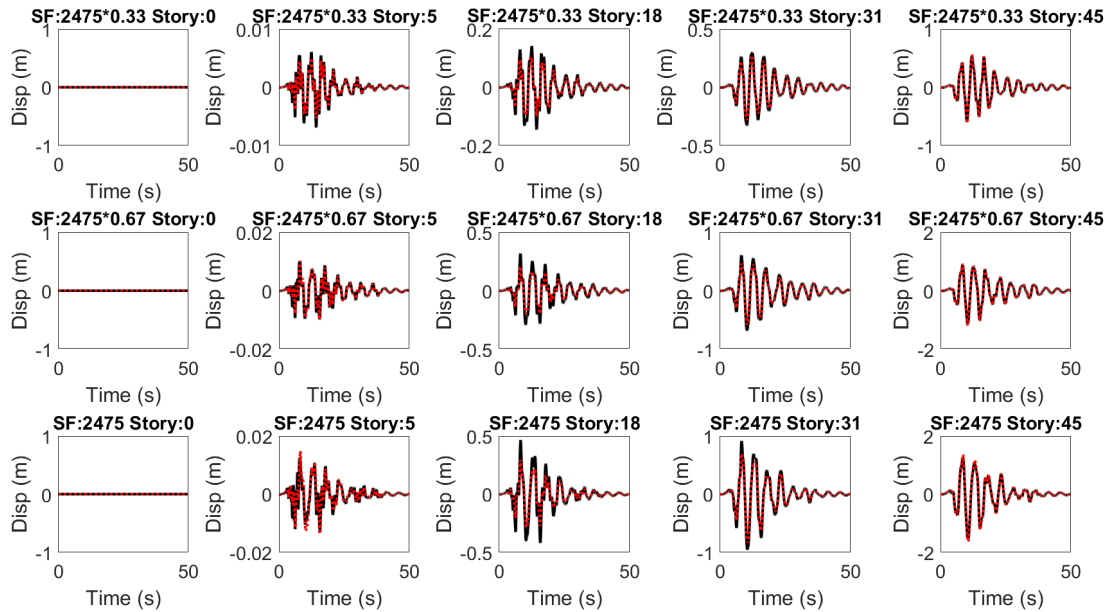 SF:2475*0.33 Story:0 SF:2475*0.33 Story:5 SF:2475*0.33 Story:18 SF:2475*0.33 Story:31 SF:2475*0.33 Story:45
1 0.01 0.2 0.5 1
Disp (m) Disp (m) Disp (m) Disp (m) Disp (m)
0 0 0 0 0
-1 -0.01 -0.2 -0.5 -1
0 50 0 50 0 50 0 50 0 50
Time (s) Time (s) Time (s) Time (s) Time (s)
SF:2475*0.67 Story:0 SF:2475*0.67 Story:5 SF:2475*0.67 Story:18 SF:2475*0.67 Story:31 SF:2475*0.67 Story:45
1 0.02 0.5 1 2
Disp (m) Disp (m) Disp (m) Disp (m) Disp (m)
0 0 0 0 0
-1 -0.02 -0.5 -1 -2
0 50 0 50 0 50 0 50 0 50
Time (s) Time (s) Time (s) Time (s) Time (s)
SF:2475 Story:0 SF:2475 Story:5 SF:2475 Story:18 SF:2475 Story:31 SF:2475 Story:45
1 0.02 0.5 1 2
Disp (m) Disp (m) Disp (m) Disp (m) Disp (m)
0 0 0 0 0
-1 -0.02 -0.5 -1 -2
0 50 0 50 0 50 0 50 0 50
Time (s) Time (s) Time (s) Time (s) Time (s)